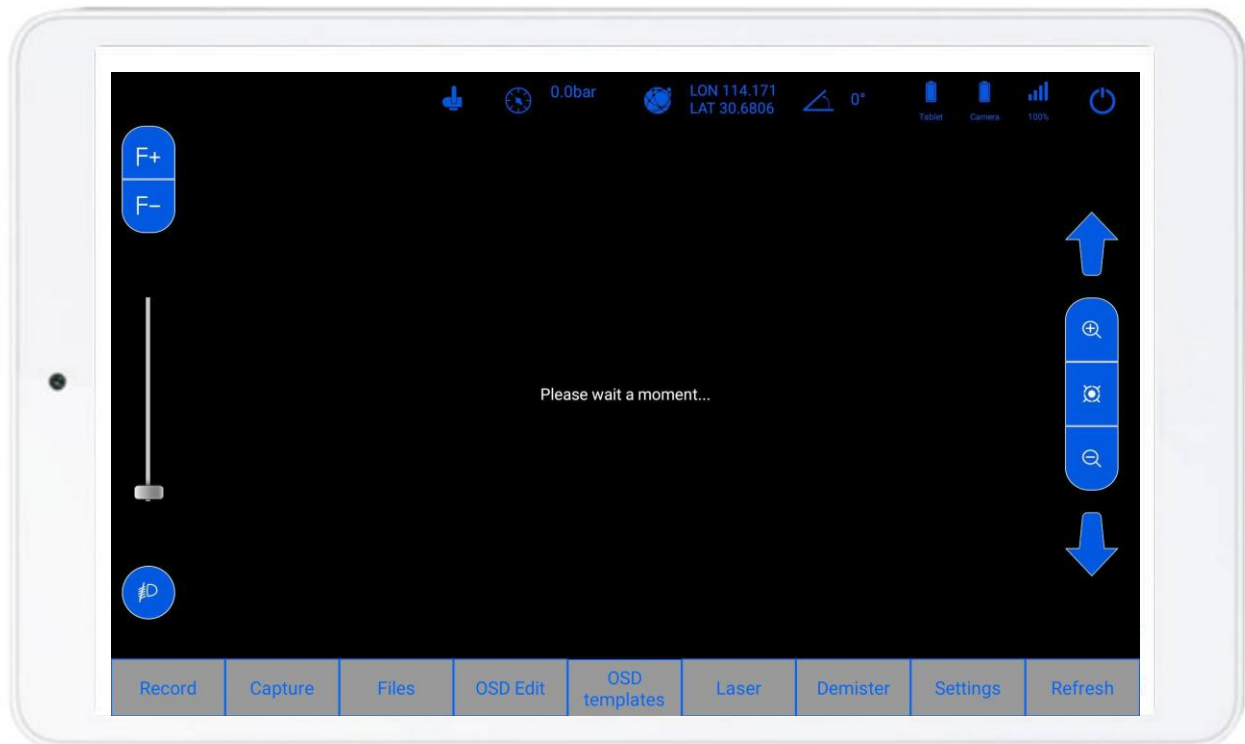 0.0bar
LON 114.171
LAT 30.6806
0°
Tablet
Camera
100%
F+
F-
Please wait a moment...
Record
Capture
Files
OSD Edit
OSD
templates
Laser
Demister
Settings
Refresh